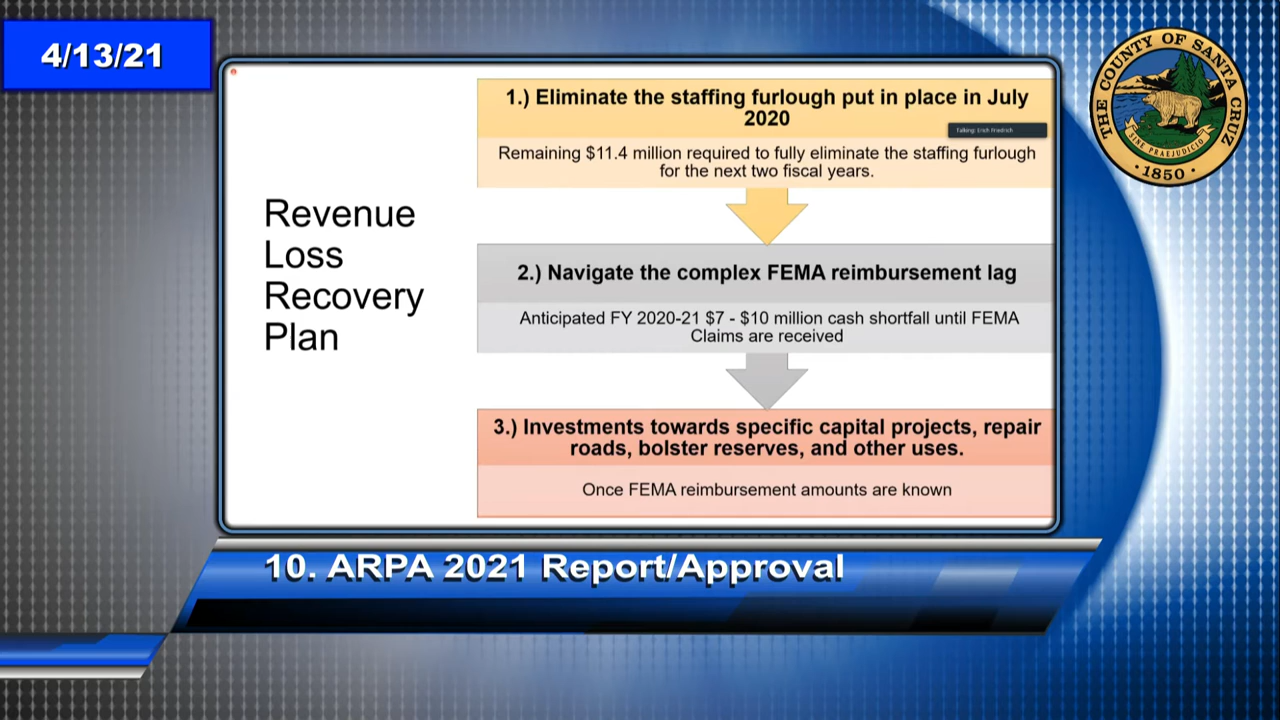 4/13/21
THE COUNTY OF SANTA CRUZ
SINE PRAEJUDICIO
· 1850 ·
1.) Eliminate the staffing furlough put in place in July
2020
Talking: Erich Friedrich
Remaining $11.4 million required to fully eliminate the staffing furlough
for the next two fiscal years.
Revenue
Loss
Recovery
Plan
2.) Navigate the complex FEMA reimbursement lag
Anticipated FY 2020-21 $7 - $10 million cash shortfall until FEMA
Claims are received
3.) Investments towards specific capital projects, repair
roads, bolster reserves, and other uses.
Once FEMA reimbursement amounts are known
10. ARPA 2021 Report/Approval